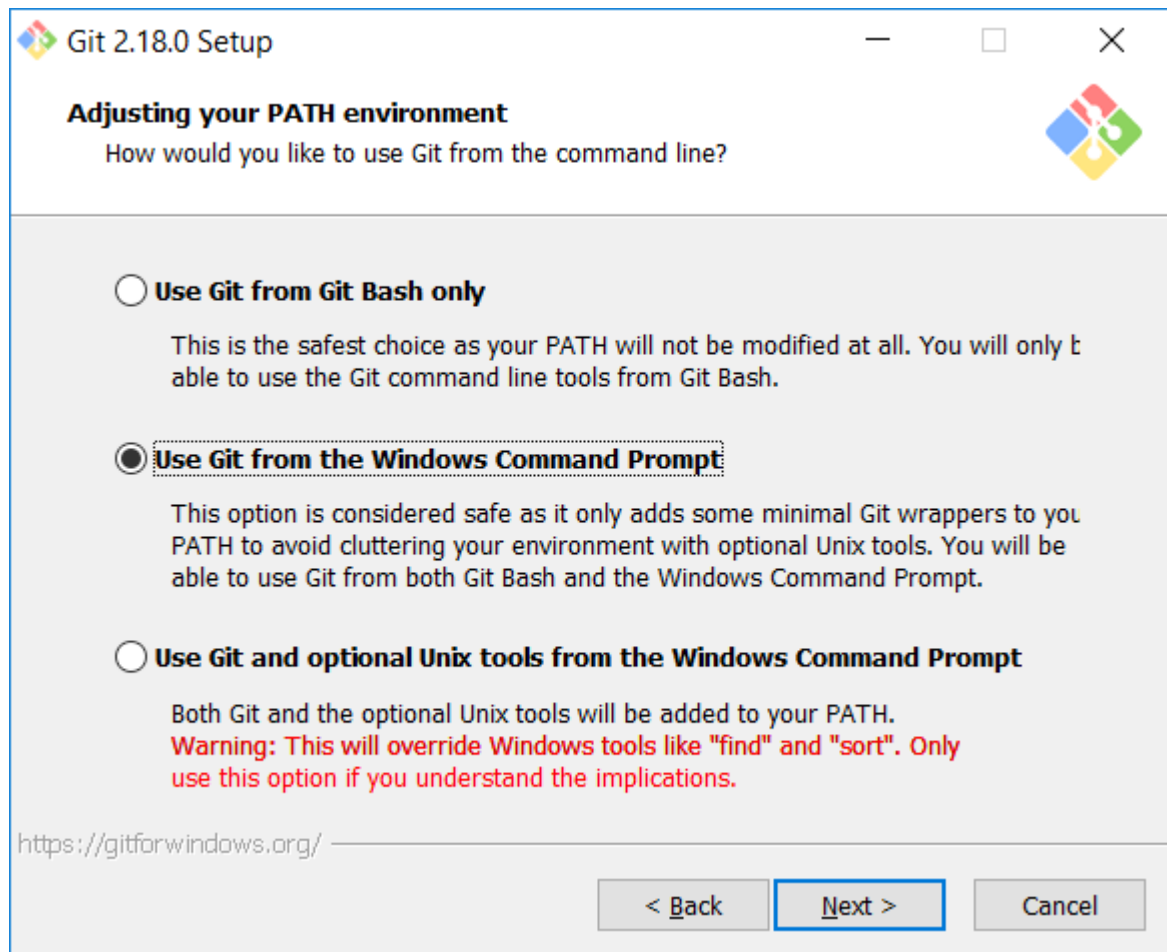 Git 2.18.0 Setup
Adjusting your PATH environment
How would you like to use Git from the command line?
Use Git from Git Bash only
This is the safest choice as your PATH will not be modified at all. You will only b
able to use the Git command line tools from Git Bash.
Use Git from the Windows Command Prompt
This option is considered safe as it only adds some minimal Git wrappers to you
PATH to avoid cluttering your environment with optional Unix tools. You will be
able to use Git from both Git Bash and the Windows Command Prompt.
Use Git and optional Unix tools from the Windows Command Prompt
Both Git and the optional Unix tools will be added to your PATH.
Warning: This will override Windows tools like "find" and "sort". Only
use this option if you understand the implications.
https://gitforwindows.org/
< Back Next > Cancel